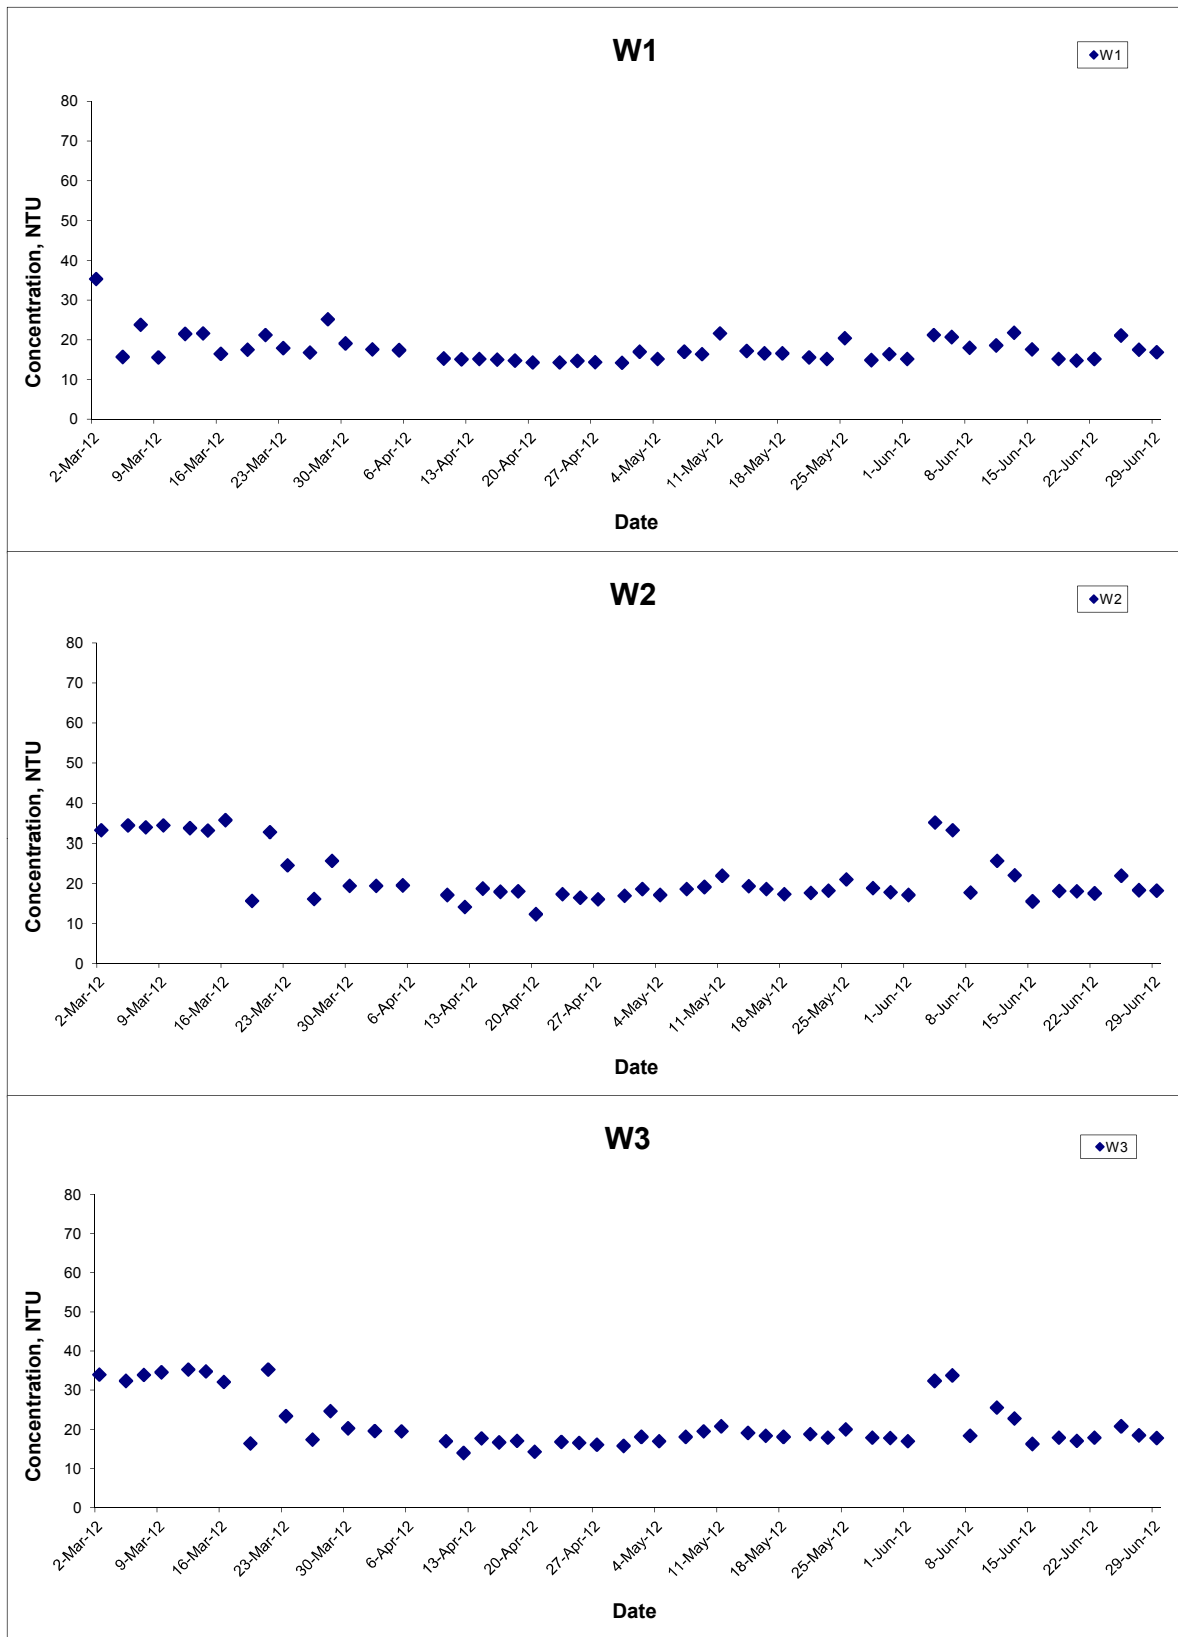 W1
W1
Concentration, NTU
80
70
60
50
40
30
20
10
0
2-Mar-12
9-Mar-12
16-Mar-12
23-Mar-12
30-Mar-12
6-Apr-12
13-Apr-12
20-Apr-12
27-Apr-12
4-May-12
11-May-12
18-May-12
25-May-12
1-Jun-12
8-Jun-12
15-Jun-12
22-Jun-12
29-Jun-12
Date
W2
W2
Concentration, NTU
80
70
60
50
40
30
20
10
0
2-Mar-12
9-Mar-12
16-Mar-12
23-Mar-12
30-Mar-12
6-Apr-12
13-Apr-12
20-Apr-12
27-Apr-12
4-May-12
11-May-12
18-May-12
25-May-12
1-Jun-12
8-Jun-12
15-Jun-12
22-Jun-12
29-Jun-12
Date
W3
W3
Concentration, NTU
80
70
60
50
40
30
20
10
0
2-Mar-12
9-Mar-12
16-Mar-12
23-Mar-12
30-Mar-12
6-Apr-12
13-Apr-12
20-Apr-12
27-Apr-12
4-May-12
11-May-12
18-May-12
25-May-12
1-Jun-12
8-Jun-12
15-Jun-12
22-Jun-12
29-Jun-12
Date